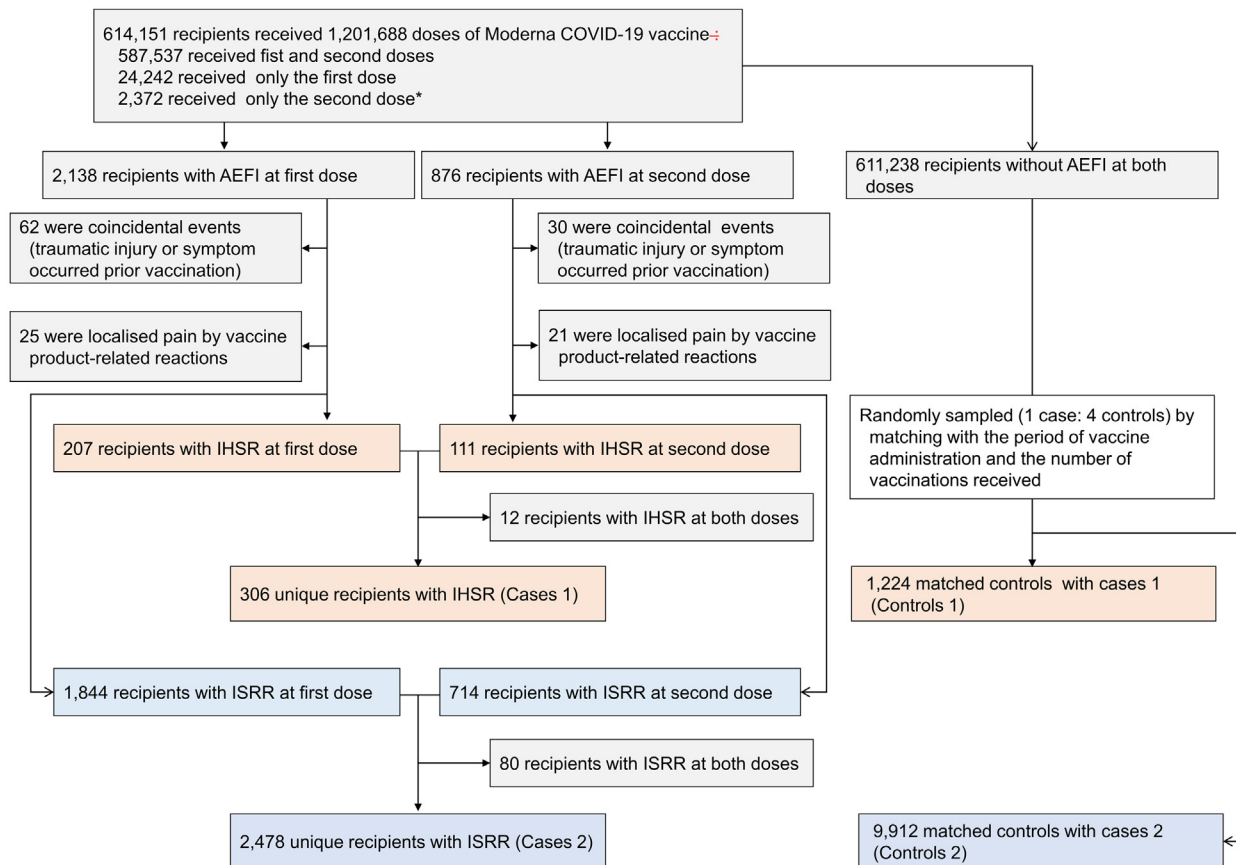 614,151 recipients received 1,201,688 doses of Moderna COVID-19 vaccine÷
587,537 received fist and second doses
24,242 received only the first dose
2,372 received only the second dose*
2,138 recipients with AEFI at first dose
876 recipients with AEFI at second dose
611,238 recipients without AEFI at both
doses
62 were coincidental events
(traumatic injury or symptom
occurred prior vaccination)
30 were coincidental events
(traumatic injury or symptom
occurred prior vaccination)
25 were localised pain by vaccine
product-related reactions
21 were localised pain by vaccine
product-related reactions
Randomly sampled (1 case: 4 controls) by
matching with the period of vaccine
administration and the number of
vaccinations received
207 recipients with IHSR at first dose
111 recipients with IHSR at second dose
12 recipients with IHSR at both doses
306 unique recipients with IHSR (Cases 1)
1,224 matched controls with cases 1
(Controls 1)
1,844 recipients with ISRR at first dose
714 recipients with ISRR at second dose
80 recipients with ISRR at both doses
2,478 unique recipients with ISRR (Cases 2)
9,912 matched controls with cases 2
(Controls 2)